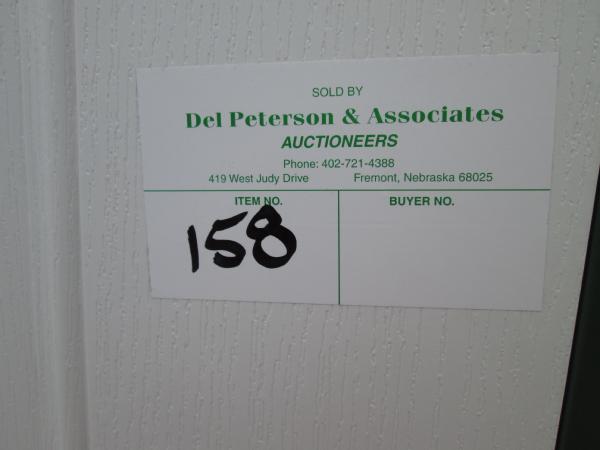 SOLD BY
Del Peterson & Associates
AUCTIONEERS
Phone: 402-721-4388
419 West Judy Drive Fremont, Nebraska 68025
ITEM NO. BUYER NO.
158